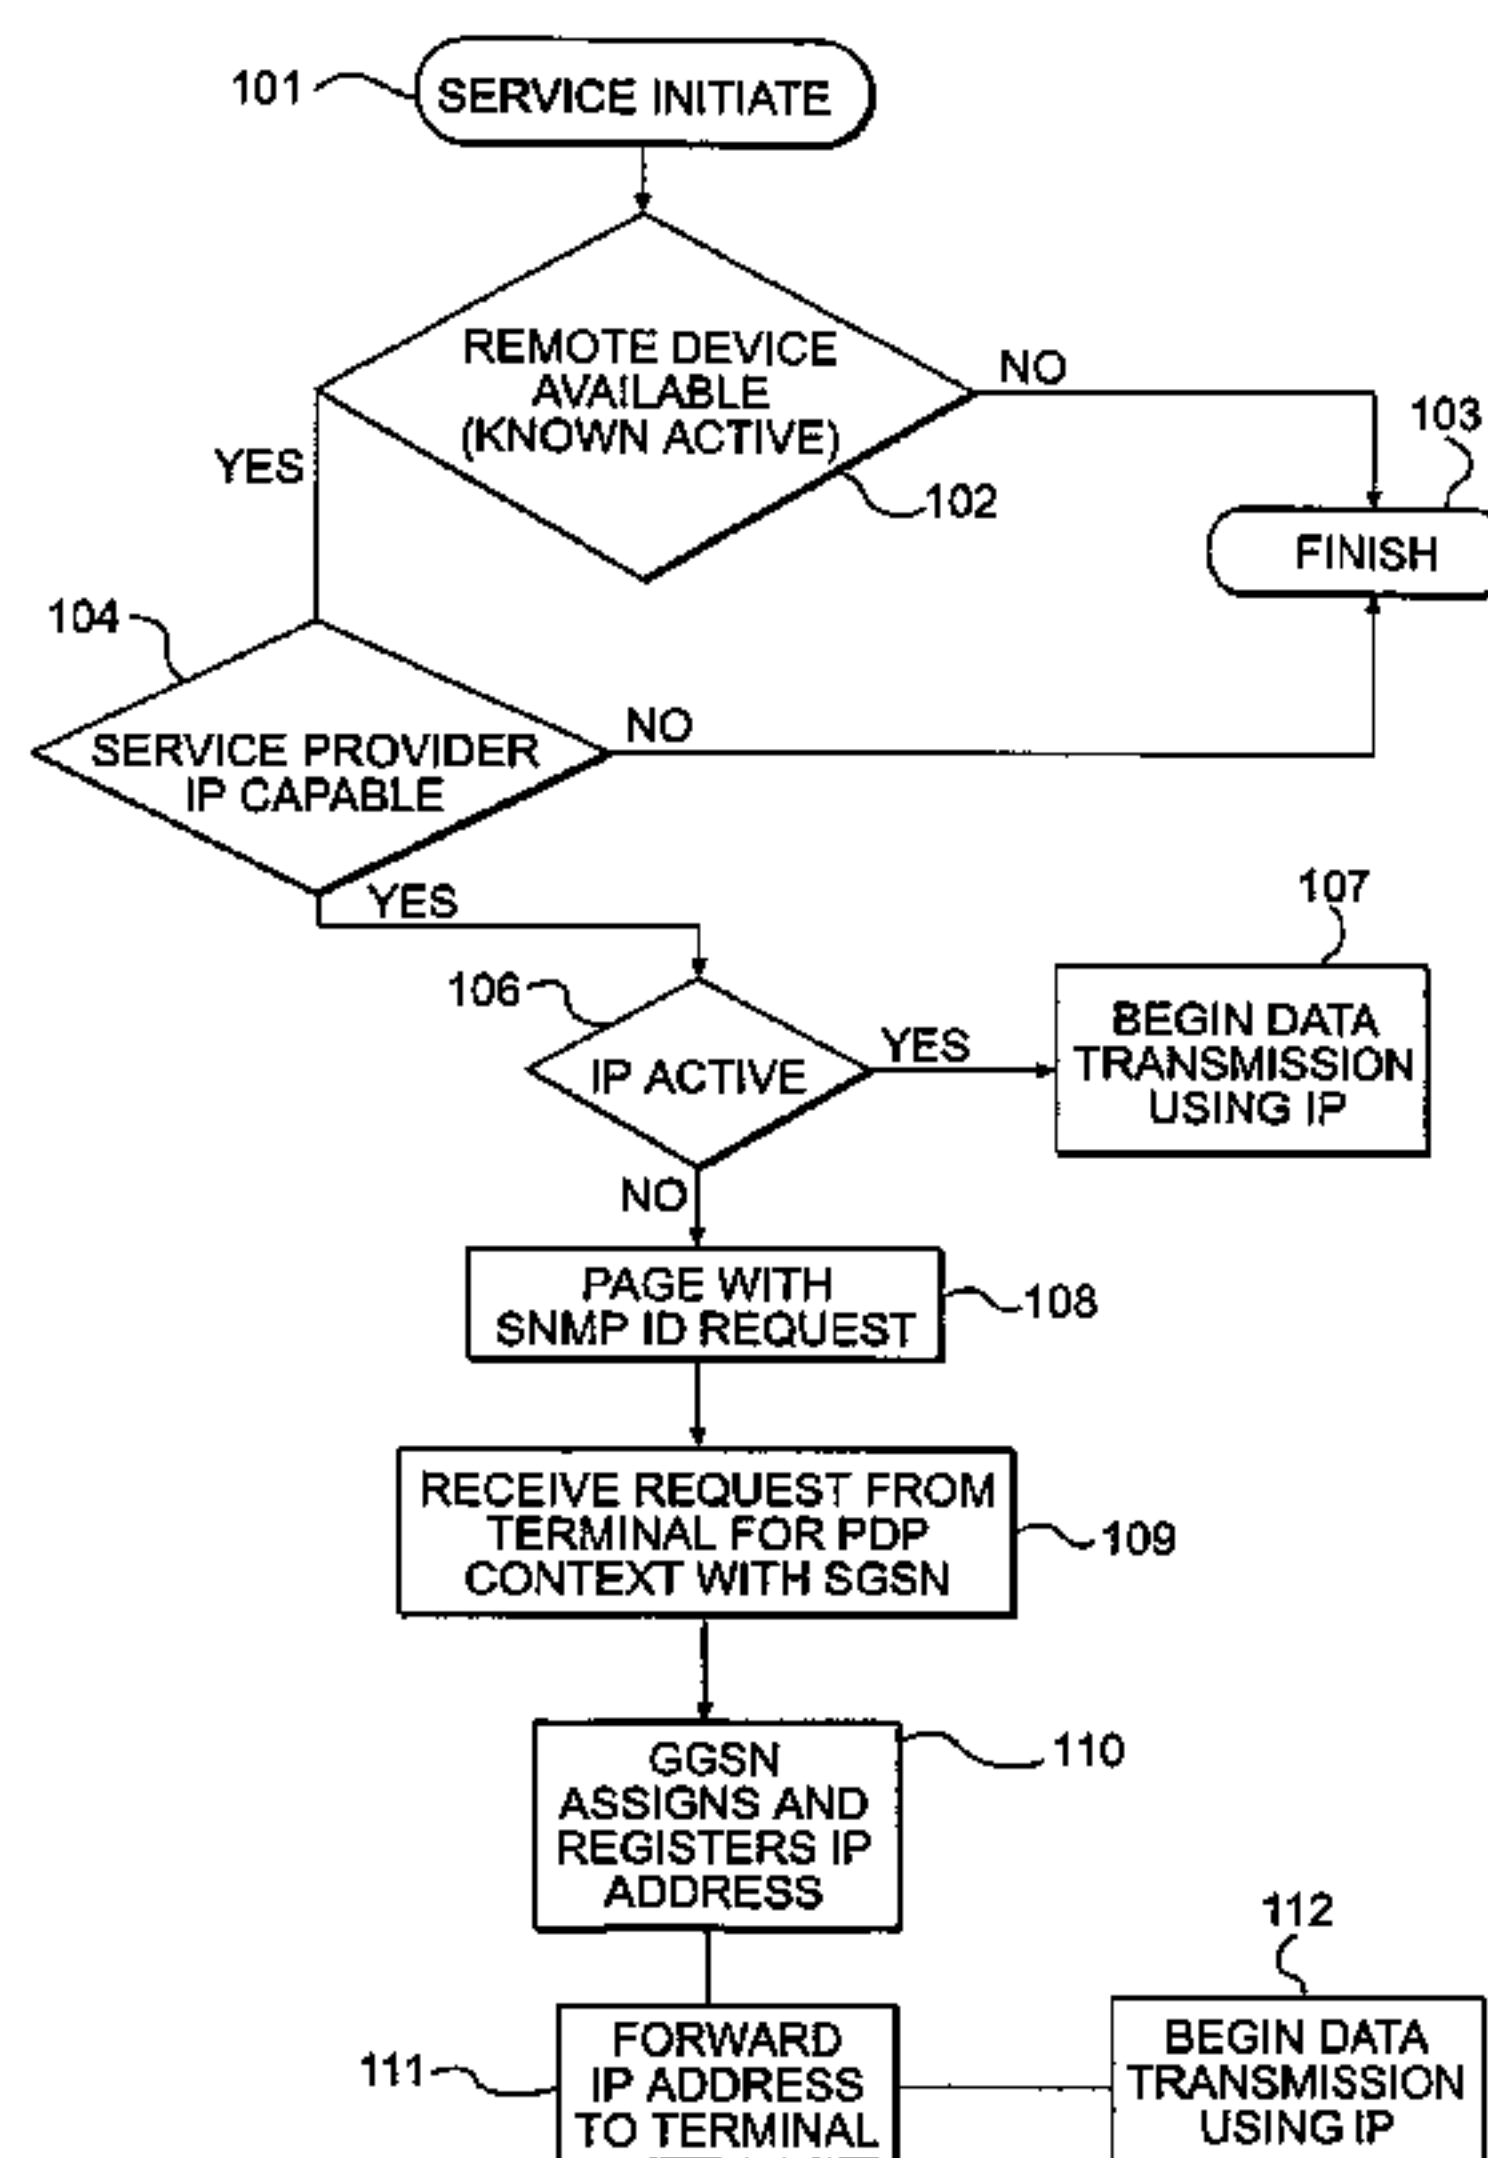 101
SERVICE INITIATE
REMOTE DEVICE
AVAILABLE
(KNOWN ACTIVE)
NO
YES
102
103
FINISH
104
SERVICE PROVIDER
IP CAPABLE
NO
YES
106
IP ACTIVE
YES
107
BEGIN DATA
TRANSMISSION
USING IP
NO
PAGE WITH
SNMP ID REQUEST
108
RECEIVE REQUEST FROM
TERMINAL FOR PDP
CONTEXT WITH SGSN
109
GGSN
ASSIGNS AND
REGISTERS IP
ADDRESS
110
111
FORWARD
IP ADDRESS
TO TERMINAL
112
BEGIN DATA
TRANSMISSION
USING IP